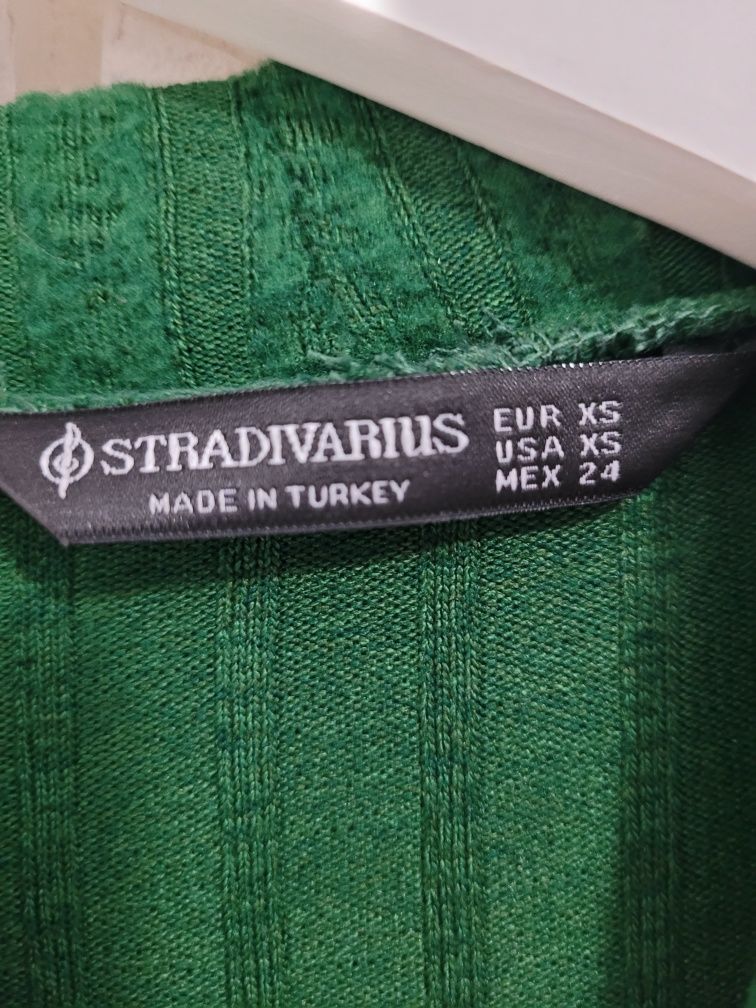 STRADIVARIUS
MADE IN TURKEY
EUR XS
USA XS
MEX 24